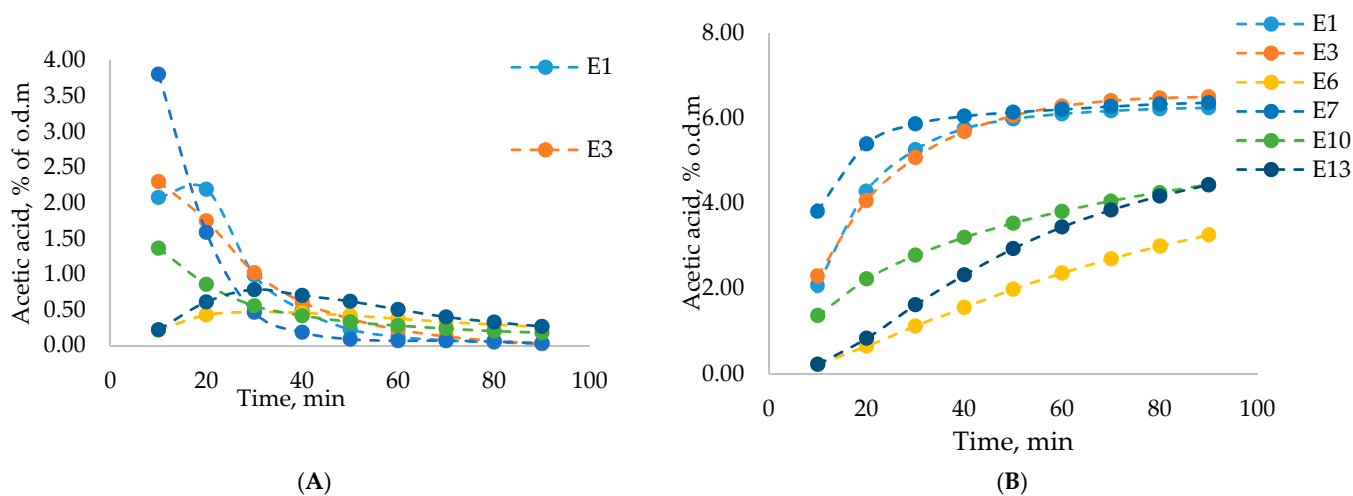 Acetic acid, % of o.d.m
4.00
3.50
3.00
2.50
2.00
1.50
1.00
0.50
0.00
0 20 40 60 80 100
Time, min
E1
E3
(A)
Acetic acid, % o.d.m
8.00
6.00
4.00
2.00
0.00
0 20 40 60 80 100
Time, min
E1
E3
E6
E7
E10
E13
(B)